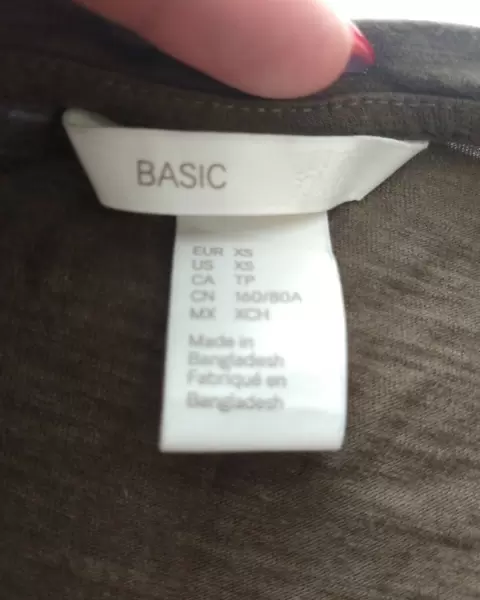 BASIC
EUR XS
US XS
CA TP
CN 160/80A
MX XCH
Made in
Bangladesh
Fabriqué en
Bangladesh